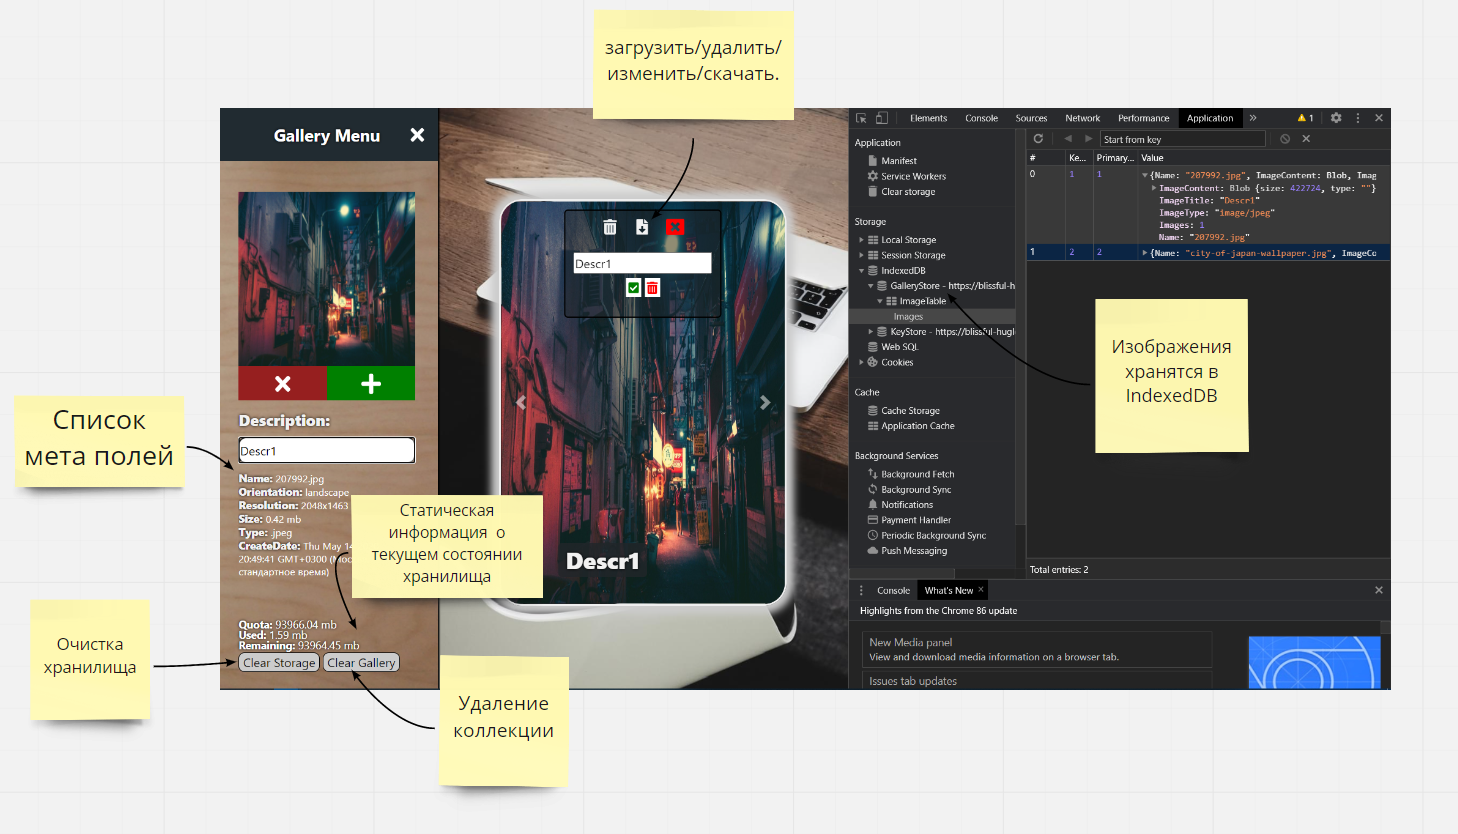 загрузить/удалить/
изменить/скачать.
Gallery Menu
Descr1
Descr1
Description:
Descr1
Name: 207992.jpg
Orientation: landscape
Resolution: 2048x1463
Size: 0.42 mb
Type: .jpeg
CreateDate: Thu May 14
20:49:41 GMT+0300 (Мос
стандартное время)
Quota: 93966.04 mb
Used: 1.59 mb
Remaining: 93964.45 mb
Clear Storage
Clear Gallery
Список
мета полей
Статическая
информация о
текущем состоянии
хранилища
Очистка
хранилища
Удаление
коллекции
Elements
Console
Sources
Network
Performance
Application
»
1
Application
Manifest
Service Workers
Clear storage
Storage
Local Storage
Session Storage
IndexedDB
GalleryStore - https://blissful-h
ImageTable
Images
KeyStore - https://blissful-hugl
Web SQL
Cookies
Cache
Cache Storage
Application Cache
Background Services
Background Fetch
Background Sync
Notifications
Payment Handler
Periodic Background Sync
Push Messaging
Start from key
# Ke... Primary... Value
0 1 1 {Name: "207992.jpg", ImageContent: Blob, Imag
ImageContent: Blob {size: 422724, type: ""}
ImageTitle: "Descr1"
ImageType: "image/jpeg"
Images: 1
Name: "207992.jpg"
1 2 2 {Name: "city-of-japan-wallpaper.jpg", ImageCo
Изображения
хранятся в
IndexedDB
Total entries: 2
Console
What's New
Highlights from the Chrome 86 update
New Media panel
View and download media information on a browser tab.
Issues tab updates